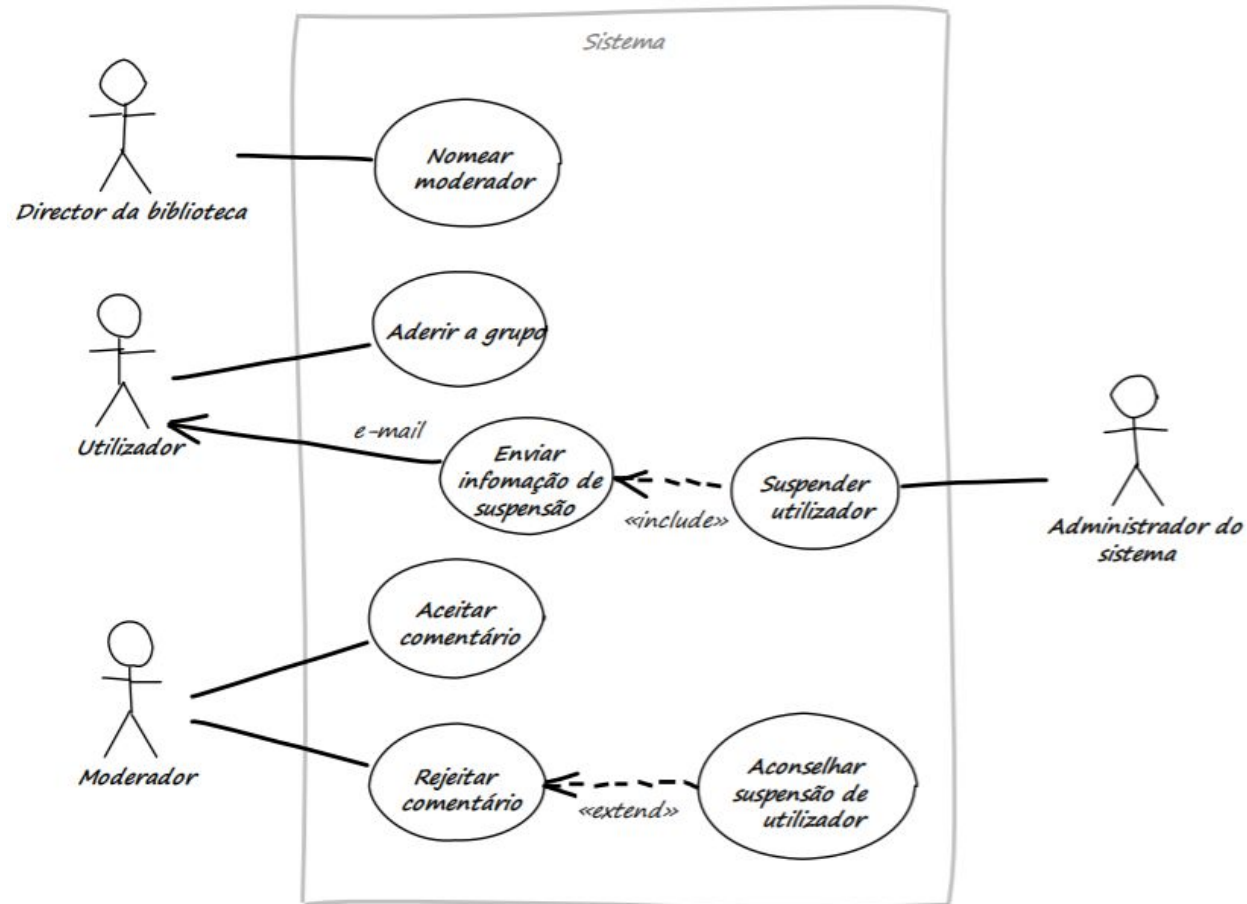 Sistema
Nomear
moderador
Director da biblioteca
Aderir a grupo
Utilizador
e-mail
Enviar
infomação de
suspensão
«include»
Suspender
utilizador
Administrador do
sistema
Aceitar
comentário
Moderador
Rejeitar
comentário
«extend»
Aconselhar
suspensão de
utilizador